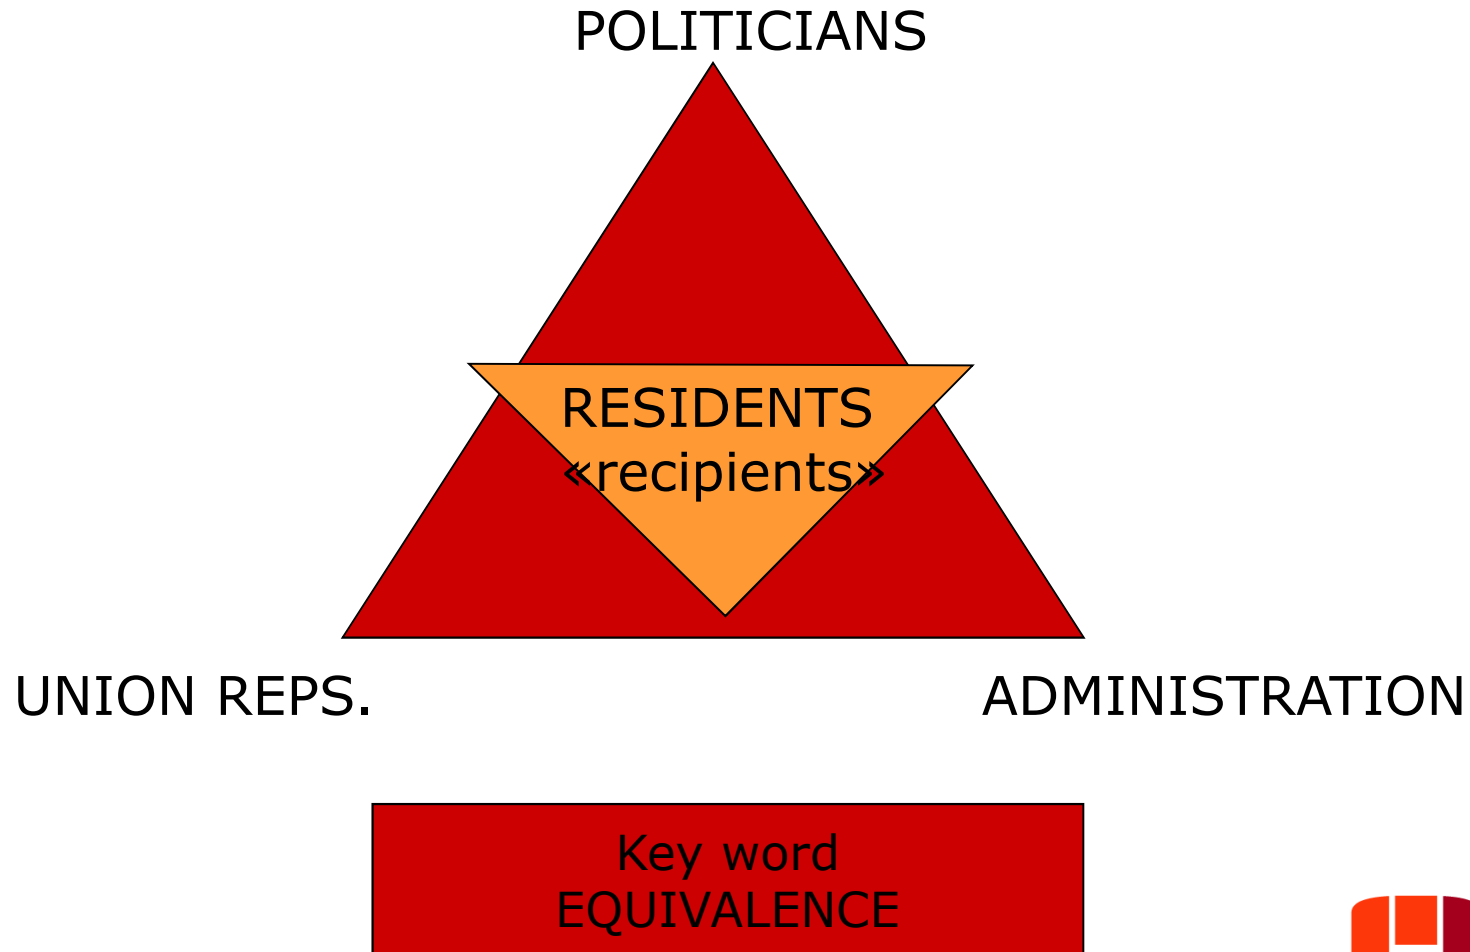 POLITICIANS
RESIDENTS
«recipients»
UNION REPS.
ADMINISTRATION
Key word
EQUIVALENCE